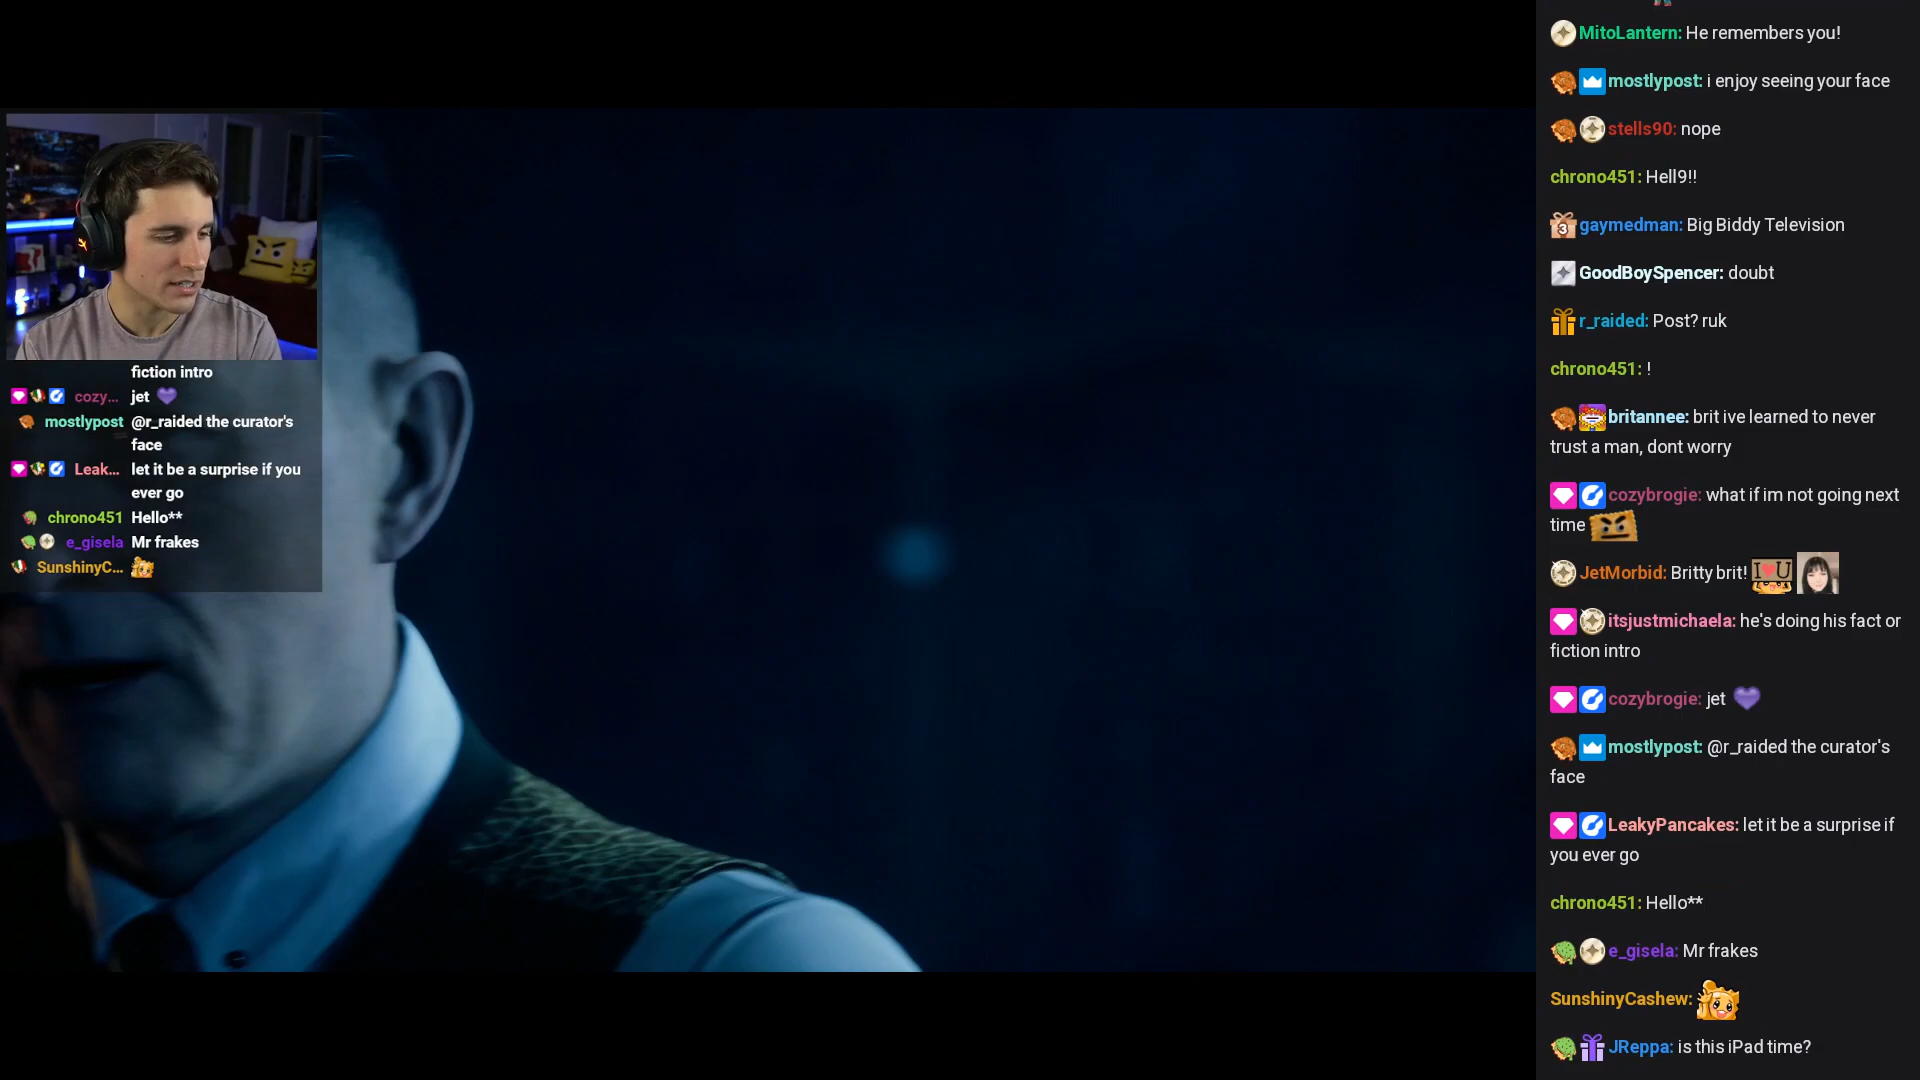 fiction intro
cozy... jet
mostlypost @r_raided the curator's
face
Leak... let it be a surprise if you
ever go
chrono451 Hello**
e_gisela Mr frakes
SunshinyC...
MitoLantern: He remembers you!
mostlypost: i enjoy seeing your face
stells90: nope
chrono451: Hell9!!
3 gaymedman: Big Biddy Television
GoodBoySpencer: doubt
r_raided: Post? ruk
chrono451: !
britannee: brit ive learned to never
trust a man, dont worry
cozybrogie: what if im not going next
time
JetMorbid: Britty brit! I U
itsjustmichaela: he's doing his fact or
fiction intro
cozybrogie: jet
mostlypost: @r_raided the curator's
face
LeakyPancakes: let it be a surprise if
you ever go
chrono451: Hello**
e_gisela: Mr frakes
SunshinyCashew:
JReppa: is this iPad time?